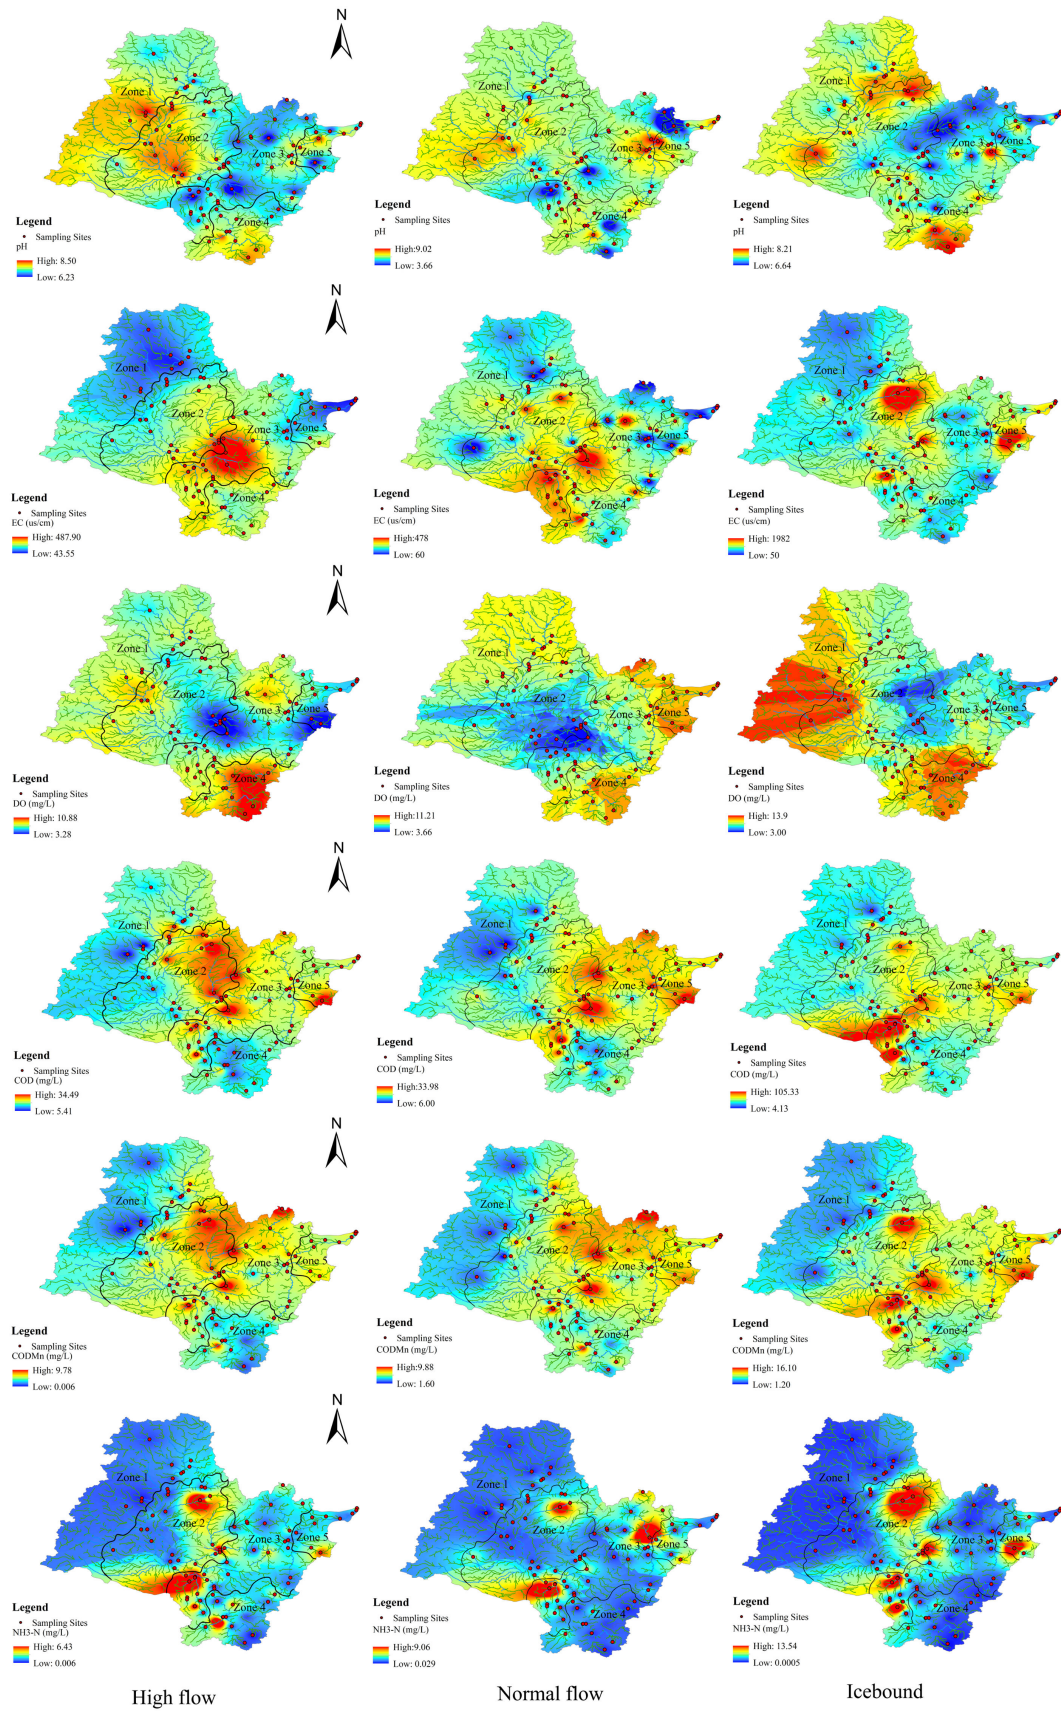 N
Zone 1
Zone 2
Zone 3
Zone 5
Zone 4
Legend
Sampling Sites
pH
High: 8.50
Low: 6.23
Zone 1
Zone 2
Zone 3
Zone 5
Zone 4
Legend
Sampling Sites
pH
High:9.02
Low: 3.66
Zone 1
Zone 2
Zone 3
Zone 5
Zone 4
Legend
Sampling Sites
pH
High: 8.21
Low: 6.64
N
Zone 1
Zone 2
Zone 3
Zone 5
Zone 4
Legend
Sampling Sites
EC (us/cm)
High: 487.90
Low: 43.55
Zone 1
Zone 2
Zone 3
Zone 5
Zone 4
Legend
Sampling Sites
EC (us/cm)
High:478
Low: 60
Zone 1
Zone 2
Zone 3
Zone 5
Zone 4
Legend
Sampling Sites
EC (us/cm)
High: 1982
Low: 50
N
Zone 1
Zone 2
Zone 3
Zone 5
Zone 4
Legend
Sampling Sites
DO (mg/L)
High: 10.88
Low: 3.28
Zone 1
Zone 2
Zone 3
Zone 5
Zone 4
Legend
Sampling Sites
DO (mg/L)
High:11.21
Low: 3.66
Zone 1
Zone
Zone 3
Zone 5
Zone 4
Legend
Sampling Sites
DO (mg/L)
High: 13.9
Low: 3.00
N
Zone 1
Zone 2
Zone 3
Zone 5
Zone 4
Legend
Sampling Sites
COD (mg/L)
High: 34.49
Low: 5.41
Zone 1
Zone 2
Zone 3
Zone 5
Zone 4
Legend
Sampling Sites
COD (mg/L)
High:33.98
Low: 6.00
Zone 1
Zone 2
Zone 3
Zone 5
Zone 4
Legend
Sampling Sites
COD (mg/L)
High: 105.33
Low: 4.13
N
Zone 1
Zone 2
Zone 3
Zone 5
Zone 4
Legend
Sampling Sites
CODMn (mg/L)
High: 9.78
Low: 0.006
Zone 1
Zone 2
Zone 3
Zone 5
Zone 4
Legend
Sampling Sites
CODMn (mg/L)
High:9.88
Low: 1.60
Zone 1
Zone 2
Zone 3
Zone 5
Zone 4
Legend
Sampling Sites
CODMn (mg/L)
High: 16.10
Low: 1.20
N
Zone 1
Zone 2
Zone 3
Zone 5
Zone 4
Legend
Sampling Sites
NH3-N (mg/L)
High: 6.43
Low: 0.006
Zone 1
Zone 2
Zone 3
Zone 5
Zone 4
Legend
Sampling Sites
NH3-N (mg/L)
High:9.06
Low: 0.029
Zone 1
Zone 2
Zone 3
Zone 5
Zone 4
Legend
Sampling Sites
NH3-N (mg/L)
High: 13.54
Low: 0.0005
High flow
Normal flow
Icebound